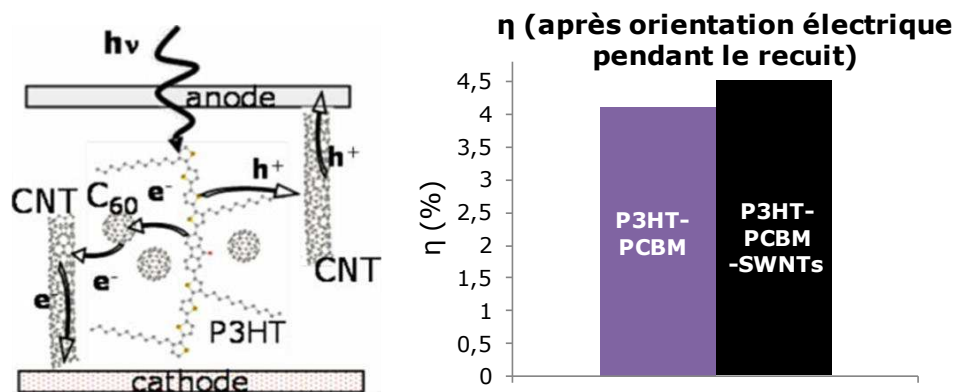 hν
anode
h⁺
h⁺
CNT
C₆₀
e⁻
e⁻
e⁻
CNT
P3HT
cathode
η (après orientation électrique
pendant le recuit)
η (%)
4,5
4
3,5
3
2,5
2
1,5
1
0,5
0
P3HT-
PCBM
P3HT-
PCBM
-SWNTs